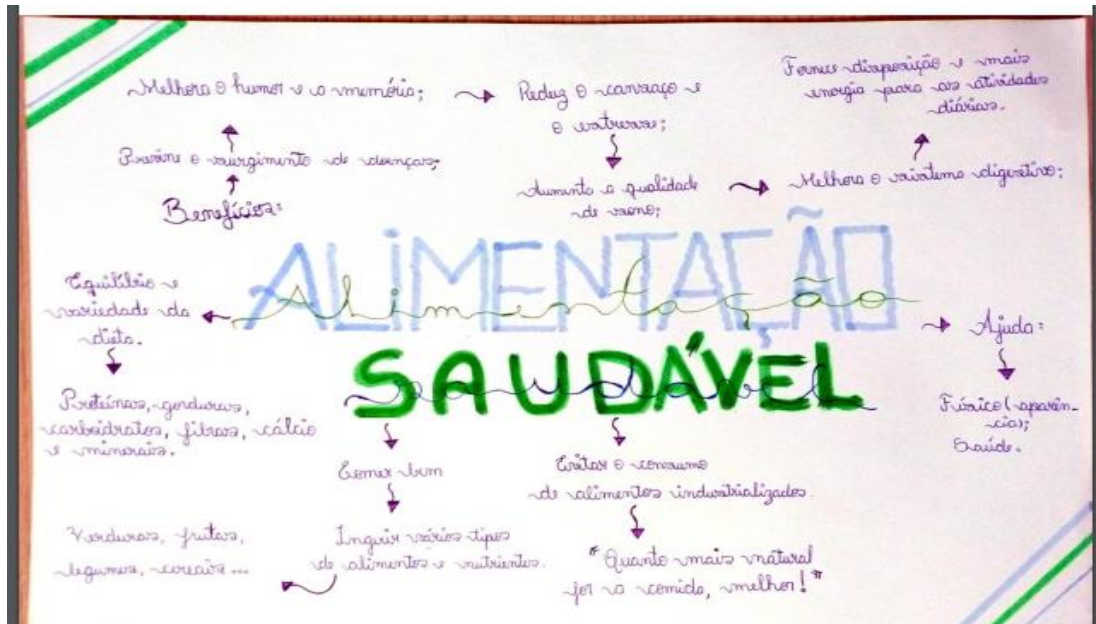 Melhora o humor e a memória;
Previne o surgimento de doenças;
Benefícios:
Reduz o cansaço e
o estresse;
Aumenta a qualidade
de sono;
Fornece disposição e mais
energia para as atividades
diárias.
Melhora o sistema digestivo;
ALIMENTAÇÃO
Alimentação
SAUDÁVEL
saudável
Equilíbrio e
variedade da
dieta.
Proteínas, gorduras,
carboidratos, fibras, cálcio
e minerais.
Ajuda:
Físico (aparên-
cia);
Saúde.
Comer bem
Ingerir vários tipos
de alimentos e nutrientes.
Verduras, frutas,
legumes, cereais...
Evitar o consumo
de alimentos industrializados.
"Quanto mais natural
for a comida, melhor!"